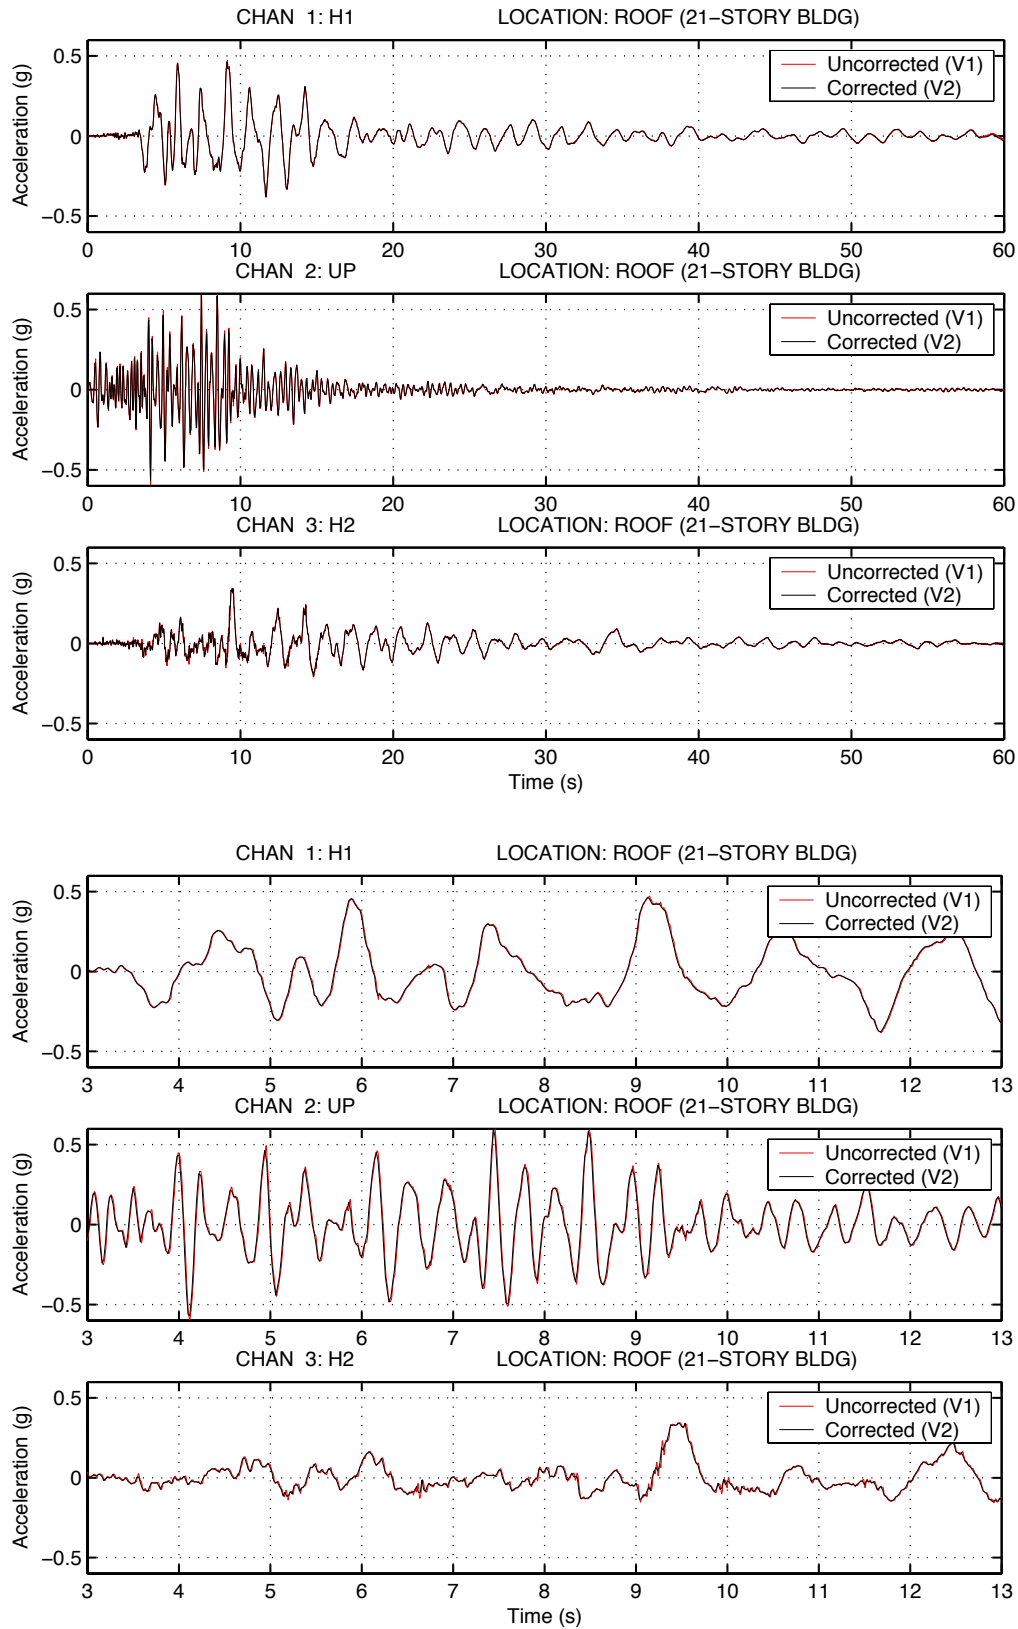 CHAN 1: H1 LOCATION: ROOF (21−STORY BLDG)
0.5
0
−0.5
Acceleration (g)
Uncorrected (V1)
Corrected (V2)
0 10 20 30 40 50 60
CHAN 2: UP LOCATION: ROOF (21−STORY BLDG)
0.5
0
−0.5
Acceleration (g)
Uncorrected (V1)
Corrected (V2)
0 10 20 30 40 50 60
CHAN 3: H2 LOCATION: ROOF (21−STORY BLDG)
0.5
0
−0.5
Acceleration (g)
Uncorrected (V1)
Corrected (V2)
0 10 20 30 40 50 60
Time (s)
CHAN 1: H1 LOCATION: ROOF (21−STORY BLDG)
0.5
0
−0.5
Acceleration (g)
Uncorrected (V1)
Corrected (V2)
3 4 5 6 7 8 9 10 11 12 13
CHAN 2: UP LOCATION: ROOF (21−STORY BLDG)
0.5
0
−0.5
Acceleration (g)
Uncorrected (V1)
Corrected (V2)
3 4 5 6 7 8 9 10 11 12 13
CHAN 3: H2 LOCATION: ROOF (21−STORY BLDG)
0.5
0
−0.5
Acceleration (g)
Uncorrected (V1)
Corrected (V2)
3 4 5 6 7 8 9 10 11 12 13
Time (s)